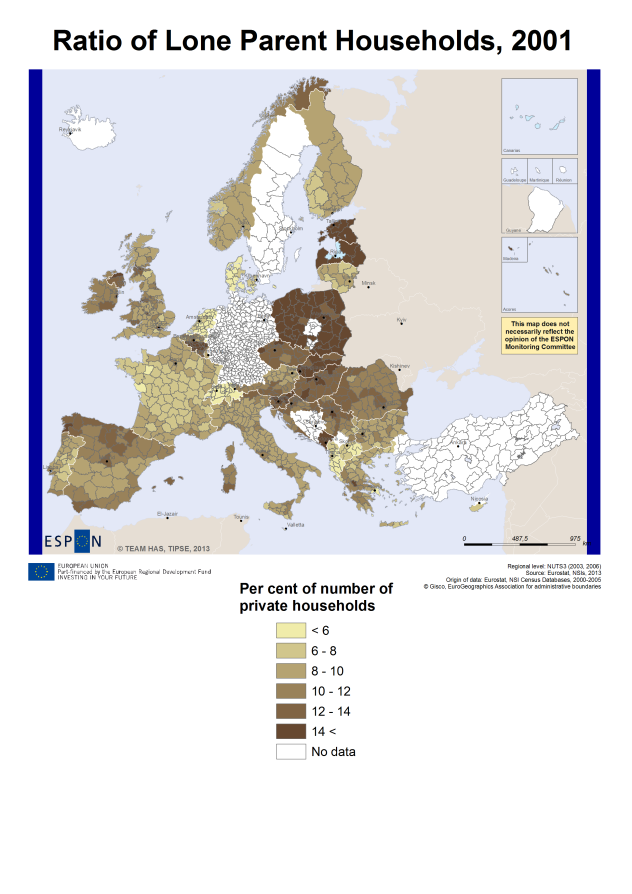 Ratio of Lone Parent Households, 2001
Reykjavik
Canarias
Guadeloupe Martinique Réunion
Guyane
Madeira
Acores
Minsk
Kyiv
This map does not
necessarily reflect the
opinion of the ESPON
Monitoring Committee
Kishinev
Ankara
Nicosia
El-Jazair
Tounis
Valletta
0 487,5 975
ESPON
© TEAM HAS, TIPSE, 2013
EUROPEAN UNION
Part-financed by the European Regional Development Fund
INVESTING IN YOUR FUTURE
Regional level: NUTS3 (2003, 2006)
Source: Eurostat, NSIs, 2013
Origin of data: Eurostat, NSI Census Databases, 2000-2005
© Gisco, EuroGeographics Association for administrative boundaries
Per cent of number of
private households
< 6
6 - 8
8 - 10
10 - 12
12 - 14
14 <
No data